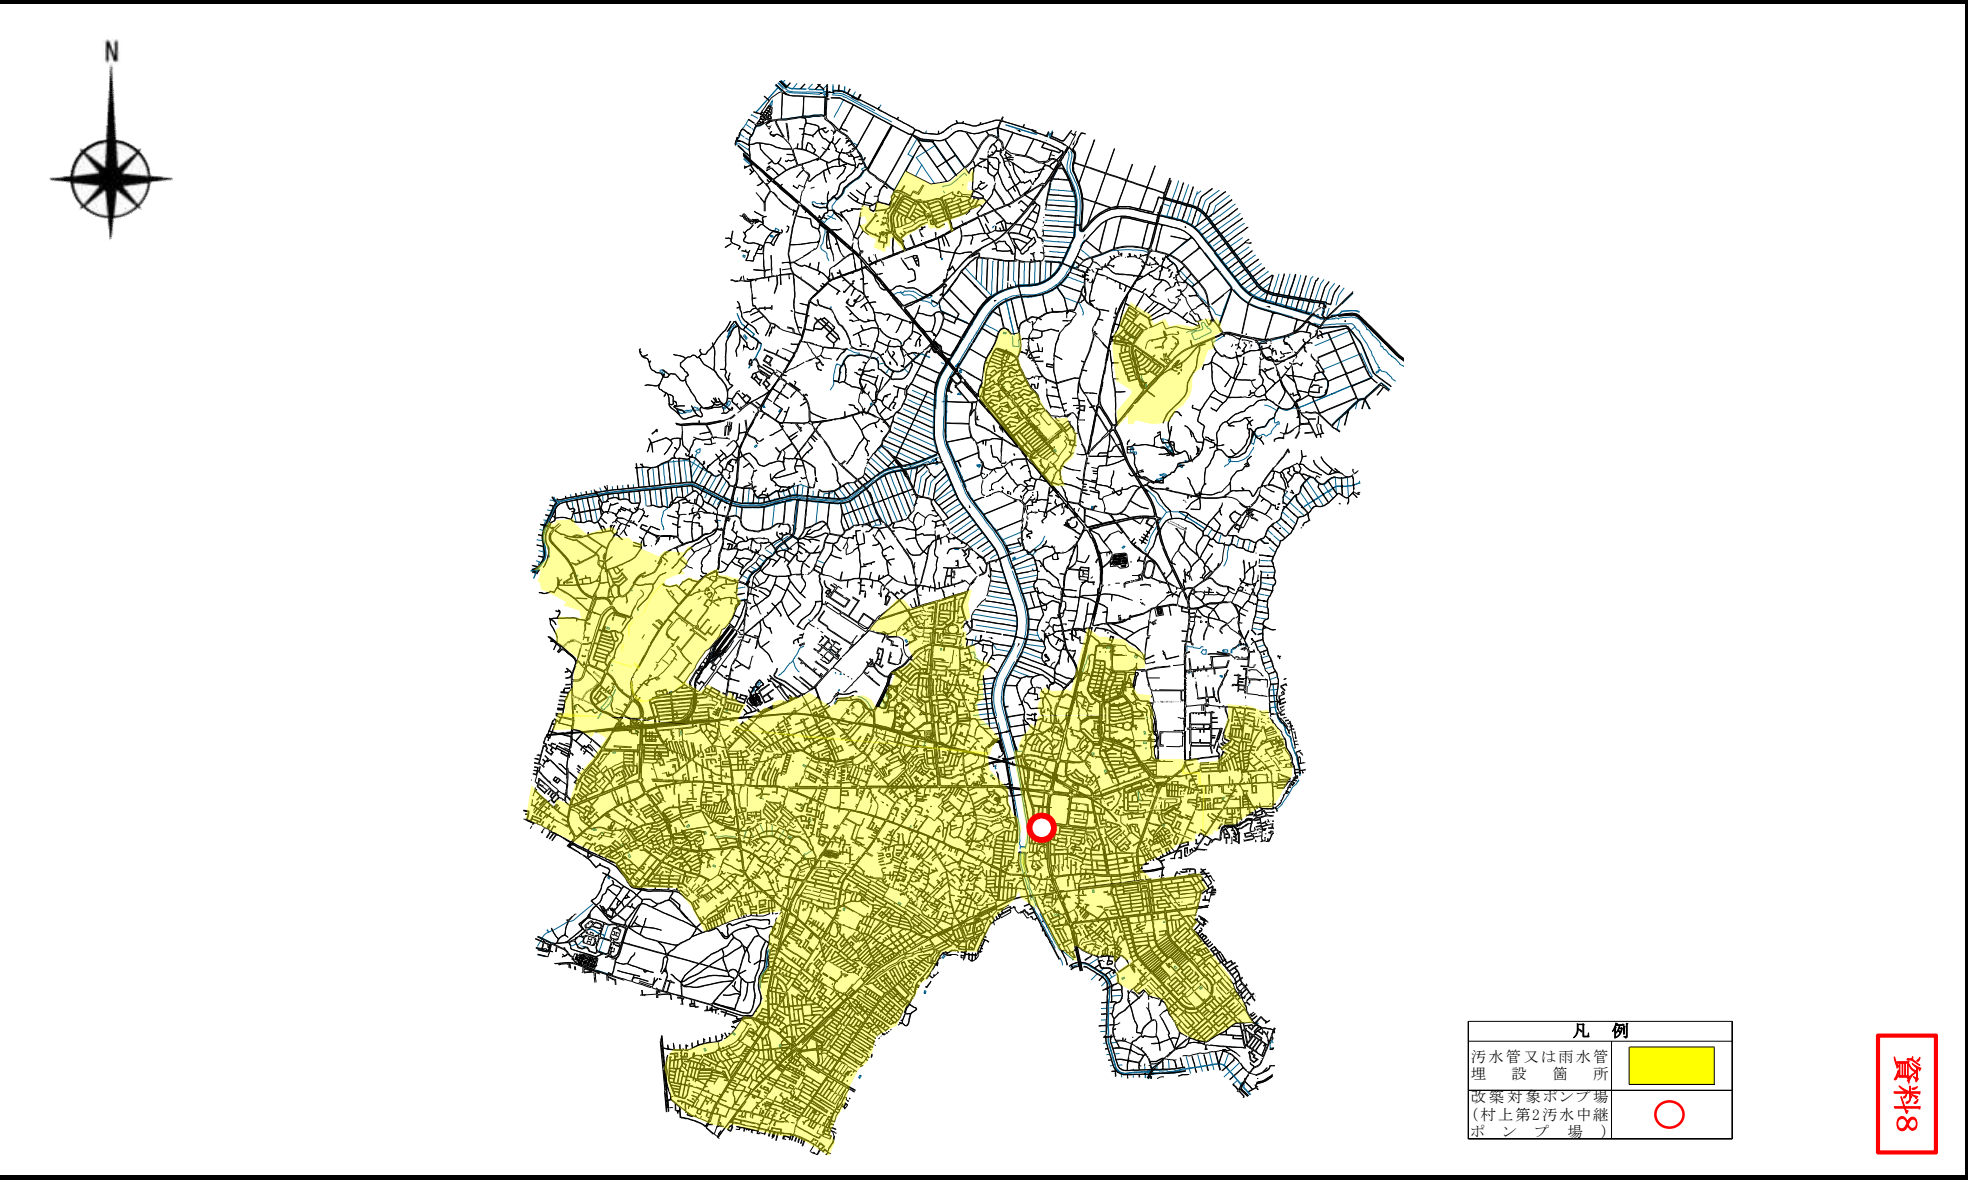 N
凡 例
汚水管又は雨水管
埋設箇所
改築対象ポンプ場
(村上第2汚水中継
ポンプ場)
資料8